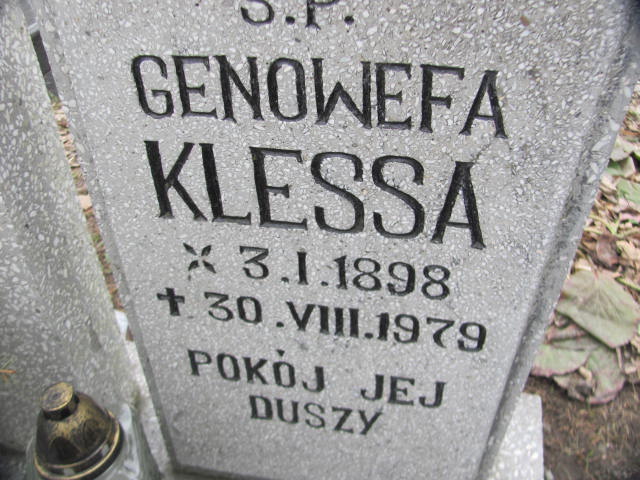 Ś.P.
GENOWEFA
KLESSA
* 3.I.1898
✝ 30.VIII.1979
POKÓJ JEJ
DUSZY